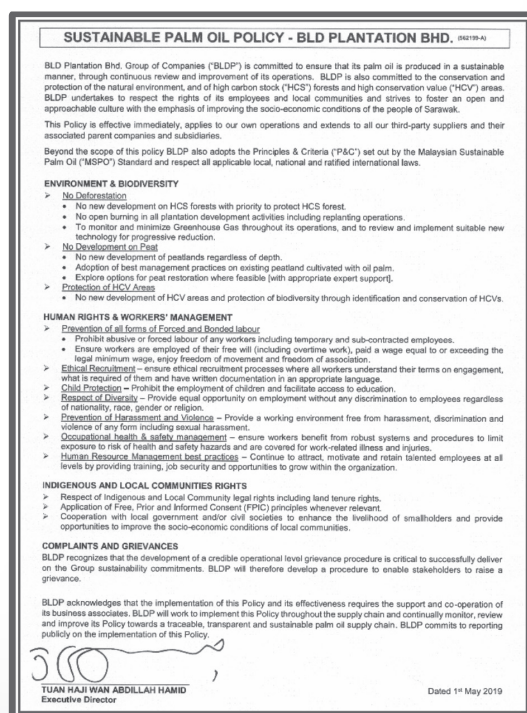 SUSTAINABLE PALM OIL POLICY - BLD PLANTATION BHD. (562199-A)
BLD Plantation Bhd. Group of Companies ("BLDP") is committed to ensure that its palm oil is produced in a sustainable
manner, through continuous review and improvement of its operations. BLDP is also committed to the conservation and
protection of the natural environment, and of high carbon stock ("HCS") forests and high conservation value ("HCV") areas.
BLDP undertakes to respect the rights of its employees and local communities and strives to foster an open and
approachable culture with the emphasis of improving the socio-economic conditions of the people of Sarawak.
This Policy is effective immediately, applies to our own operations and extends to all our third-party suppliers and their
associated parent companies and subsidiaries.
Beyond the scope of this policy BLDP also adopts the Principles & Criteria ("P&C") set out by the Malaysian Sustainable
Palm Oil ("MSPO") Standard and respect all applicable local, national and ratified international laws.
ENVIRONMENT & BIODIVERSITY
➢ No Deforestation
• No new development on HCS forests with priority to protect HCS forest.
• No open burning in all plantation development activities including replanting operations.
• To monitor and minimize Greenhouse Gas throughout its operations, and to review and implement suitable new
technology for progressive reduction.
➢ No Development on Peat
• No new development of peatlands regardless of depth.
• Adoption of best management practices on existing peatland cultivated with oil palm.
• Explore options for peat restoration where feasible [with appropriate expert support].
➢ Protection of HCV Areas
• No new development of HCV areas and protection of biodiversity through identification and conservation of HCVs.
HUMAN RIGHTS & WORKERS' MANAGEMENT
➢ Prevention of all forms of Forced and Bonded labour
• Prohibit abusive or forced labour of any workers including temporary and sub-contracted employees.
• Ensure workers are employed of their free will (including overtime work), paid a wage equal to or exceeding the
legal minimum wage, enjoy freedom of movement and freedom of association.
➢ Ethical Recruitment – ensure ethical recruitment processes where all workers understand their terms on engagement,
what is required of them and have written documentation in an appropriate language.
➢ Child Protection – Prohibit the employment of children and facilitate access to education.
➢ Respect of Diversity – Provide equal opportunity on employment without any discrimination to employees regardless
of nationality, race, gender or religion.
➢ Prevention of Harassment and Violence – Provide a working environment free from harassment, discrimination and
violence of any form including sexual harassment.
➢ Occupational health & safety management – ensure workers benefit from robust systems and procedures to limit
exposure to risk of health and safety hazards and are covered for work-related illness and injuries.
➢ Human Resource Management best practices – Continue to attract, motivate and retain talented employees at all
levels by providing training, job security and opportunities to grow within the organization.
INDIGENOUS AND LOCAL COMMUNITIES RIGHTS
➢ Respect of Indigenous and Local Community legal rights including land tenure rights.
➢ Application of Free, Prior and Informed Consent (FPIC) principles whenever relevant.
➢ Cooperation with local government and/or civil societies to enhance the livelihood of smallholders and provide
opportunities to improve the socio-economic conditions of local communities.
COMPLAINTS AND GRIEVANCES
BLDP recognizes that the development of a credible operational level grievance procedure is critical to successfully deliver
on the Group sustainability commitments. BLDP will therefore develop a procedure to enable stakeholders to raise a
grievance.
BLDP acknowledges that the implementation of this Policy and its effectiveness requires the support and co-operation of
its business associates. BLDP will work to implement this Policy throughout the supply chain and continually monitor, review
and improve its Policy towards a traceable, transparent and sustainable palm oil supply chain. BLDP commits to reporting
publicly on the implementation of this Policy.
TUAN HAJI WAN ABDILLAH HAMID
Executive Director
Dated 1st May 2019